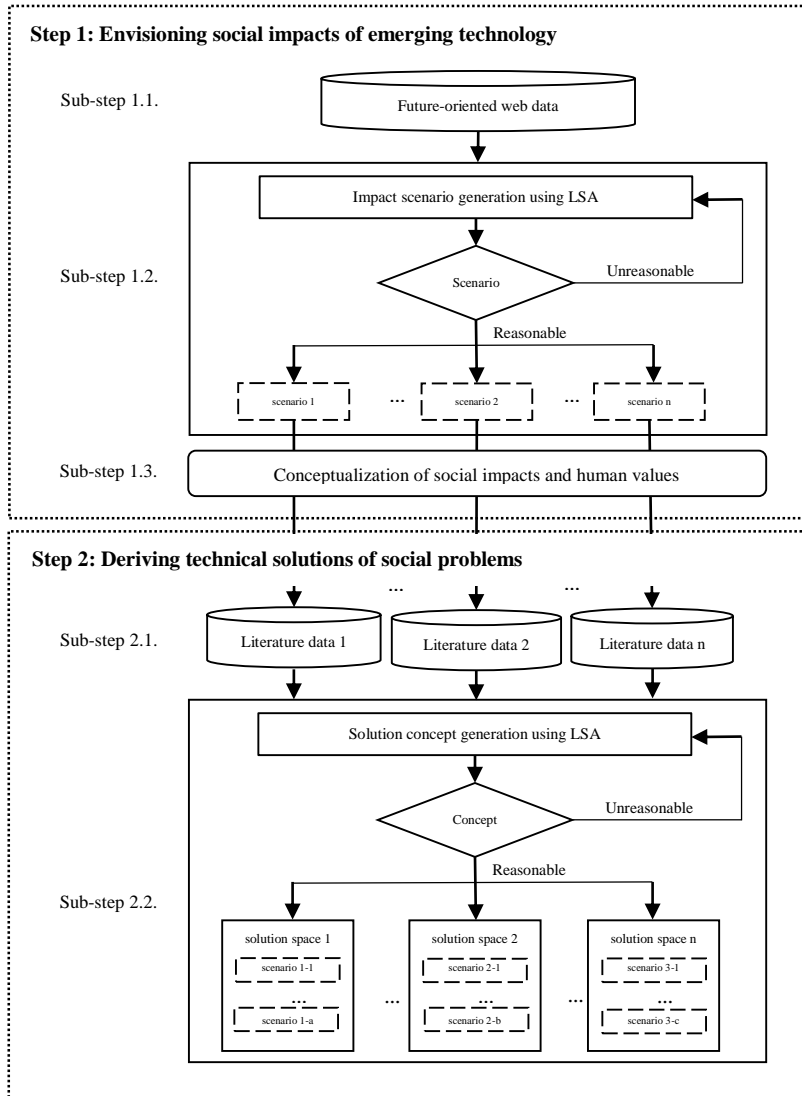 Step 1: Envisioning social impacts of emerging technology
Sub-step 1.1.
Future-oriented web data
Impact scenario generation using LSA
Sub-step 1.2.
Scenario
Unreasonable
Reasonable
scenario 1
...
scenario 2
...
scenario n
Sub-step 1.3.
Conceptualization of social impacts and human values
Step 2: Deriving technical solutions of social problems
...
...
Sub-step 2.1.
Literature data 1
Literature data 2
Literature data n
Solution concept generation using LSA
Concept
Unreasonable
Reasonable
Sub-step 2.2.
solution space 1
solution space 2
solution space n
scenario 1-1
scenario 2-1
scenario 3-1
...
...
...
...
...
scenario 1-a
scenario 2-b
scenario 3-c